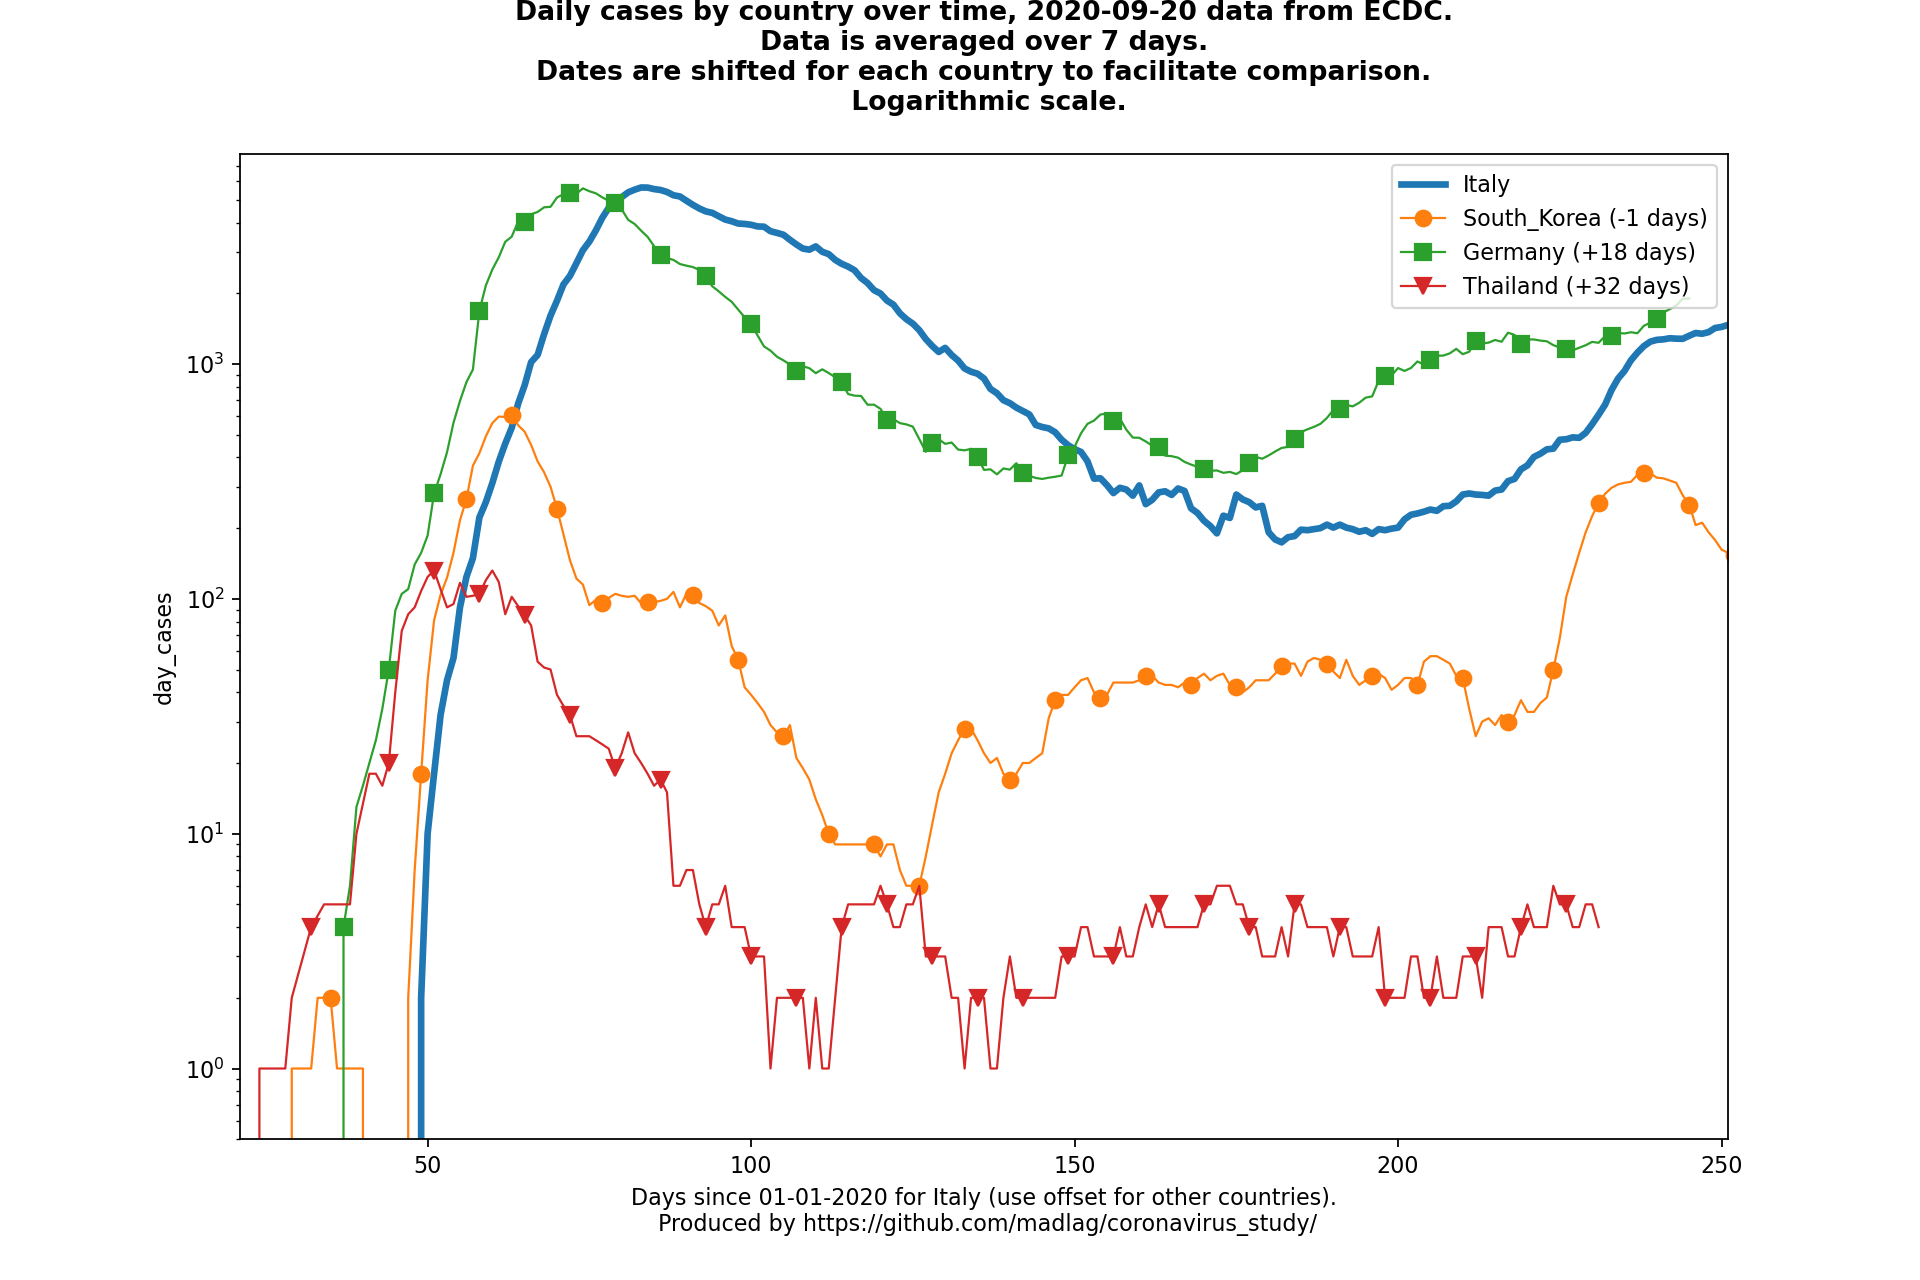 Daily cases by country over time, 2020-09-20 data from ECDC.
Data is averaged over 7 days.
Dates are shifted for each country to facilitate comparison.
Logarithmic scale.
Italy
South_Korea (-1 days)
Germany (+18 days)
Thailand (+32 days)
10³
10²
10¹
10⁰
day_cases
50
100
150
200
250
Days since 01-01-2020 for Italy (use offset for other countries).
Produced by https://github.com/madlag/coronavirus_study/